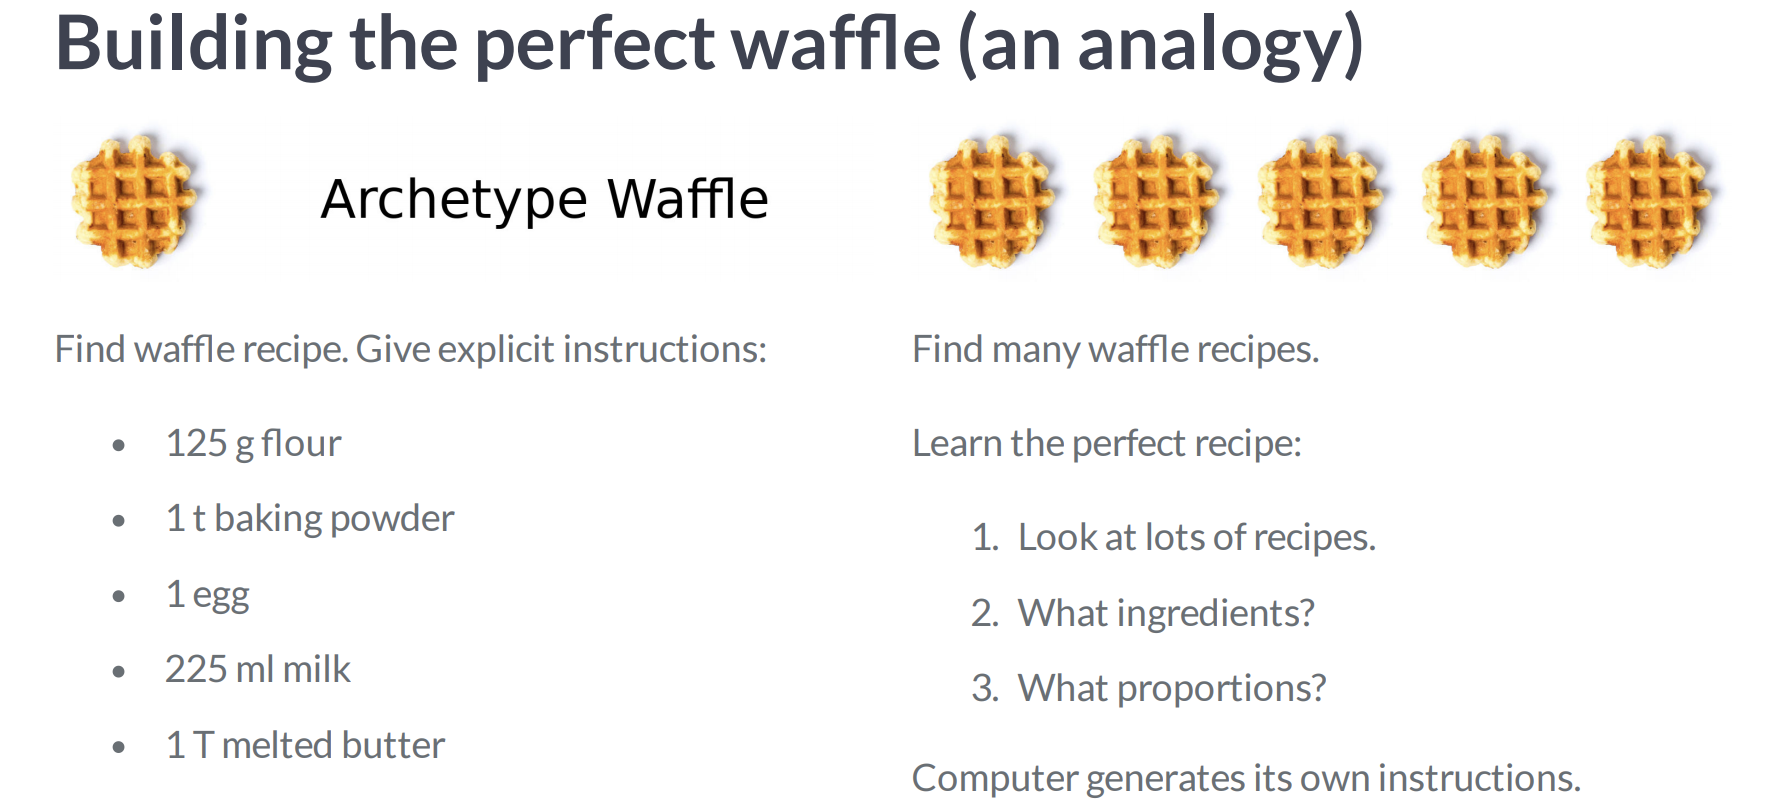 Building the perfect waffle (an analogy)
Archetype Waffle
Find waffle recipe. Give explicit instructions:
• 125 g flour
• 1 t baking powder
• 1 egg
• 225 ml milk
• 1 T melted butter
Find many waffle recipes.
Learn the perfect recipe:
1. Look at lots of recipes.
2. What ingredients?
3. What proportions?
Computer generates its own instructions.